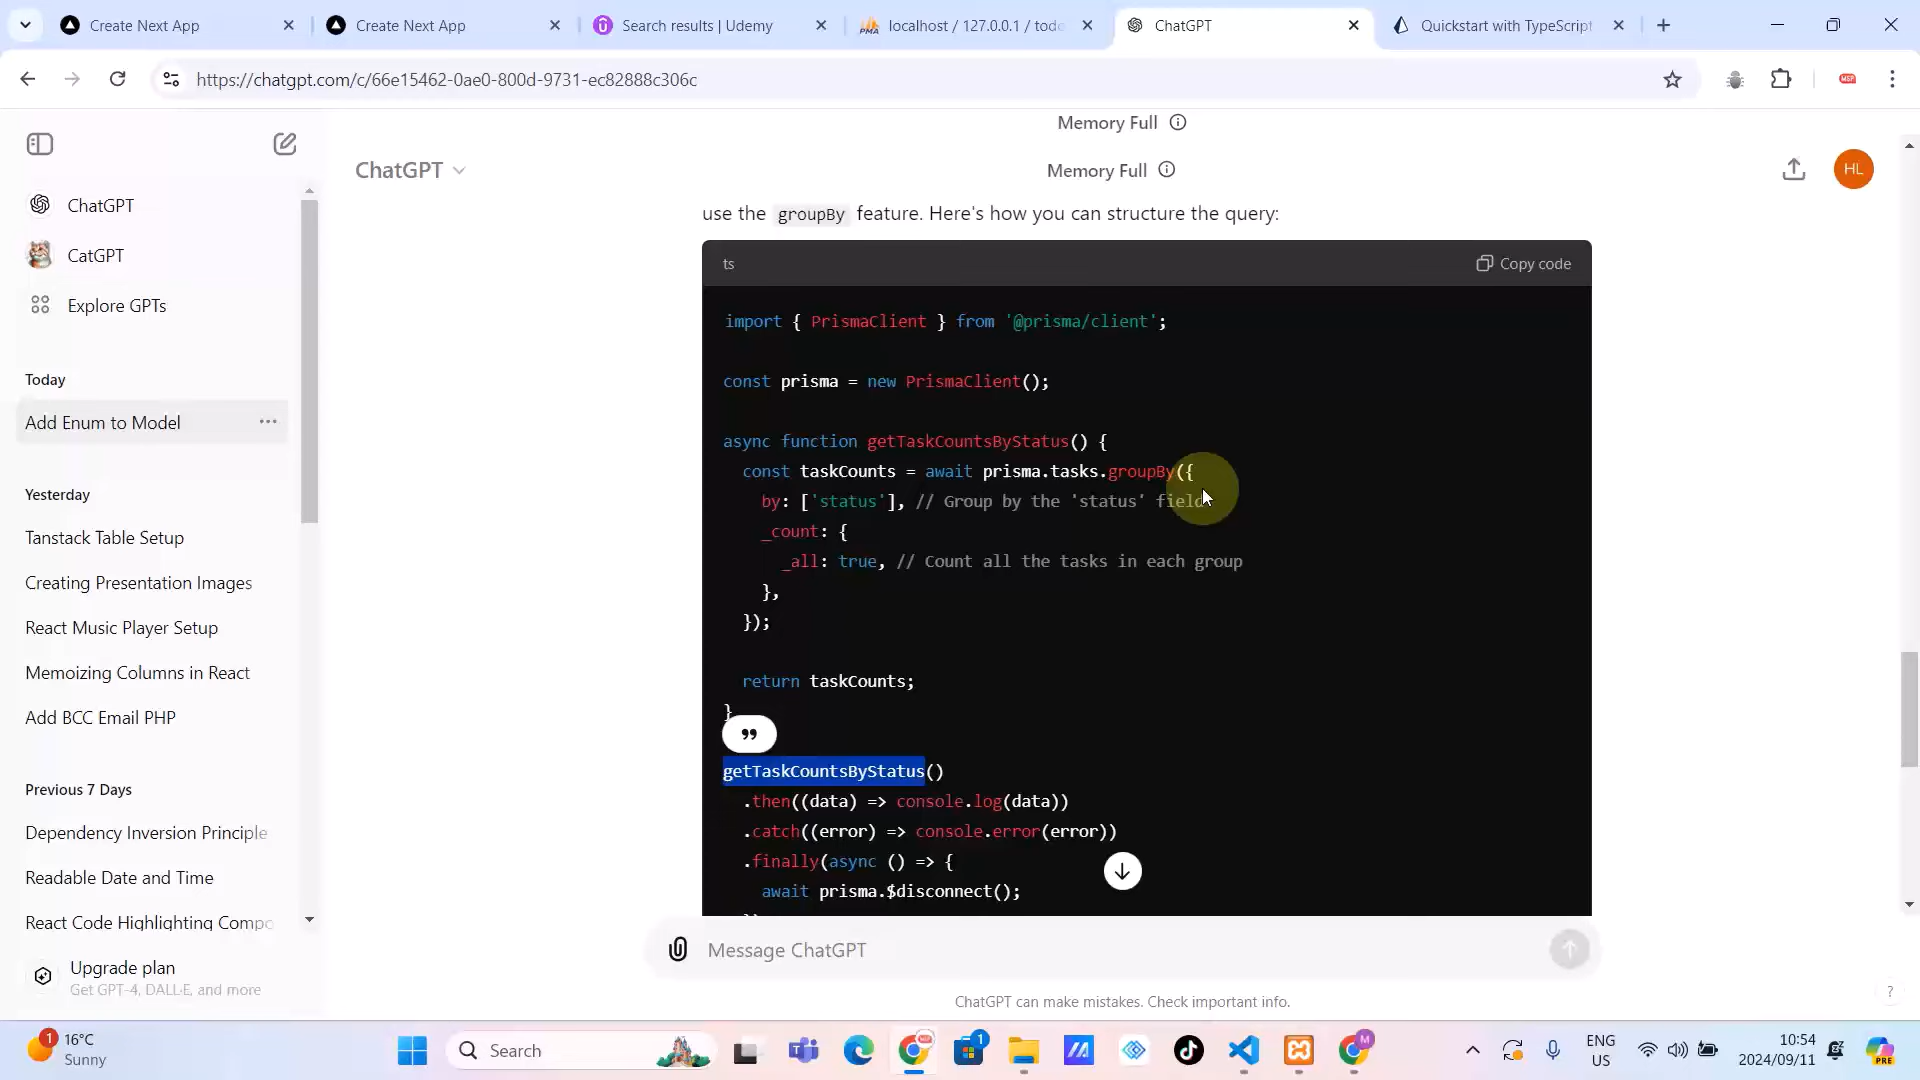 Create Next App
Create Next App
Search results | Udemy
localhost / 127.0.0.1 / todo
ChatGPT
Quickstart with TypeScript
https://chatgpt.com/c/66e15462-0ae0-800d-9731-ec82888c306c
MSP
Memory Full
ChatGPT
Memory Full
HL
ChatGPT
CatGPT
Explore GPTs
Today
Add Enum to Model
Yesterday
Tanstack Table Setup
Creating Presentation Images
React Music Player Setup
Memoizing Columns in React
Add BCC Email PHP
Previous 7 Days
Dependency Inversion Principle
Readable Date and Time
React Code Highlighting Compo
Upgrade plan
Get GPT-4, DALL·E, and more
use the groupBy feature. Here's how you can structure the query:
ts
Copy code
import { PrismaClient } from '@prisma/client';
const prisma = new PrismaClient();
async function getTaskCountsByStatus() {
const taskCounts = await prisma.tasks.groupBy({
by: ['status'], // Group by the 'status' field
_count: {
_all: true, // Count all the tasks in each group
},
});
return taskCounts;
}
getTaskCountsByStatus()
.then((data) => console.log(data))
.catch((error) => console.error(error))
.finally(async () => {
await prisma.$disconnect();
Message ChatGPT
ChatGPT can make mistakes. Check important info.
?
1
16°C
Sunny
Search
MSP
1
M
ENG
US
10:54
2024/09/11
PRE